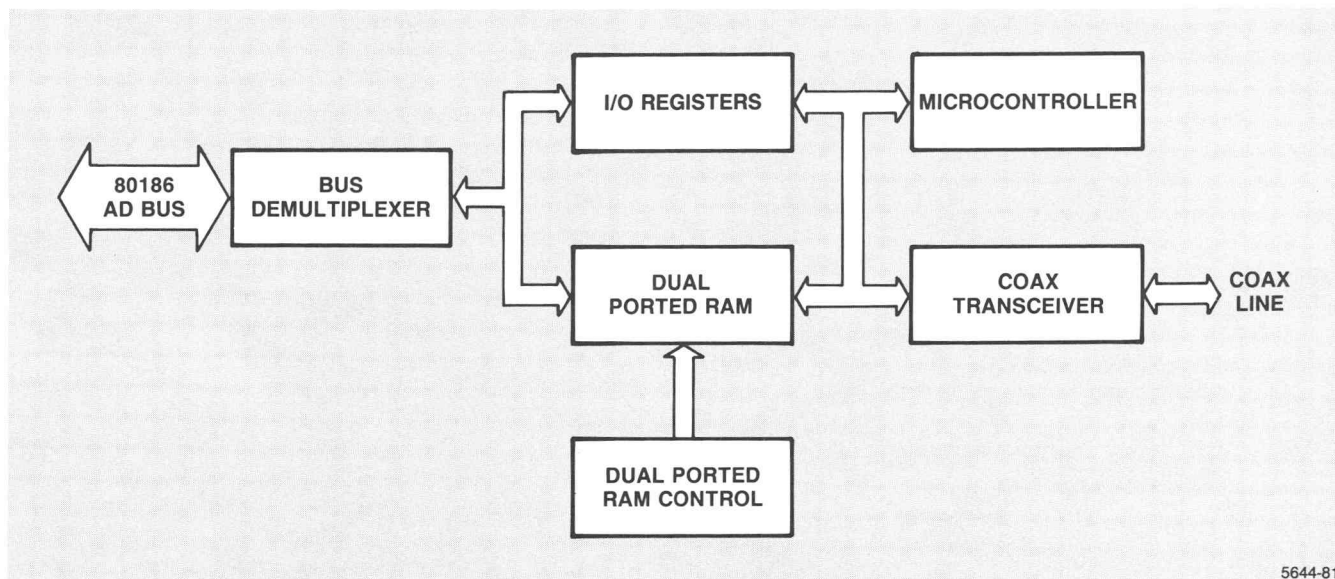 I/O REGISTERS
MICROCONTROLLER
80186
AD BUS
BUS
DEMULTIPLEXER
DUAL
PORTED RAM
COAX
TRANSCEIVER
COAX
LINE
DUAL PORTED
RAM CONTROL
5644-81